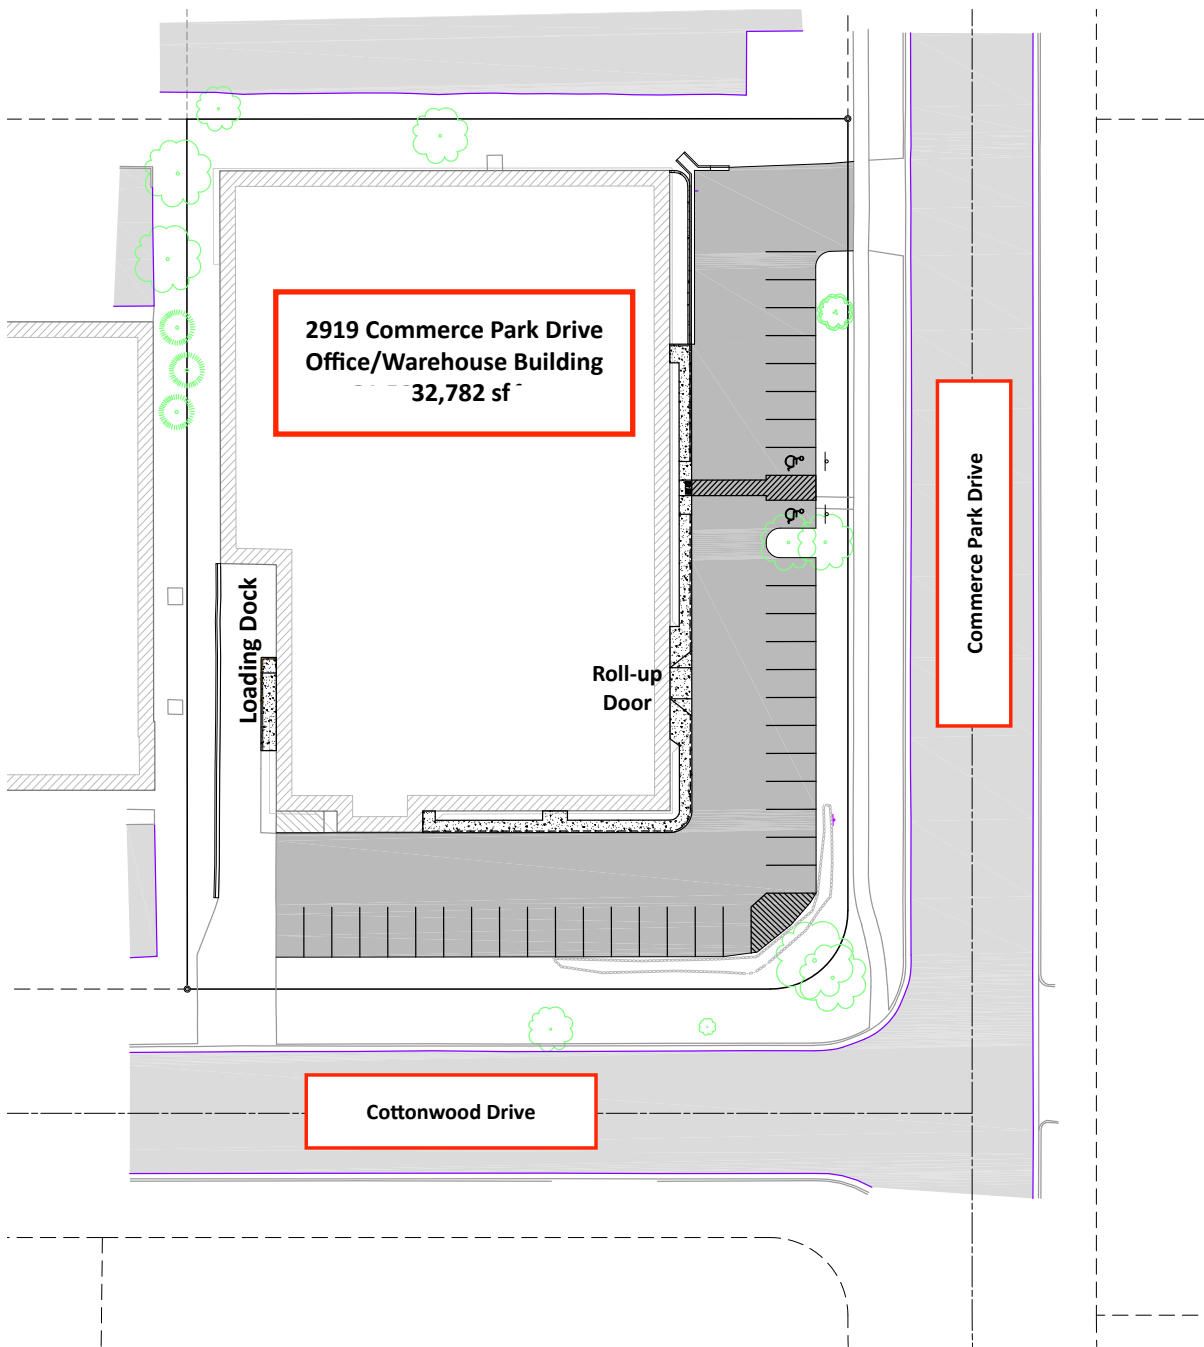 2919 Commerce Park Drive
Office/Warehouse Building
32,782 sf
Loading Dock
Roll-up
Door
Commerce Park Drive
Cottonwood Drive